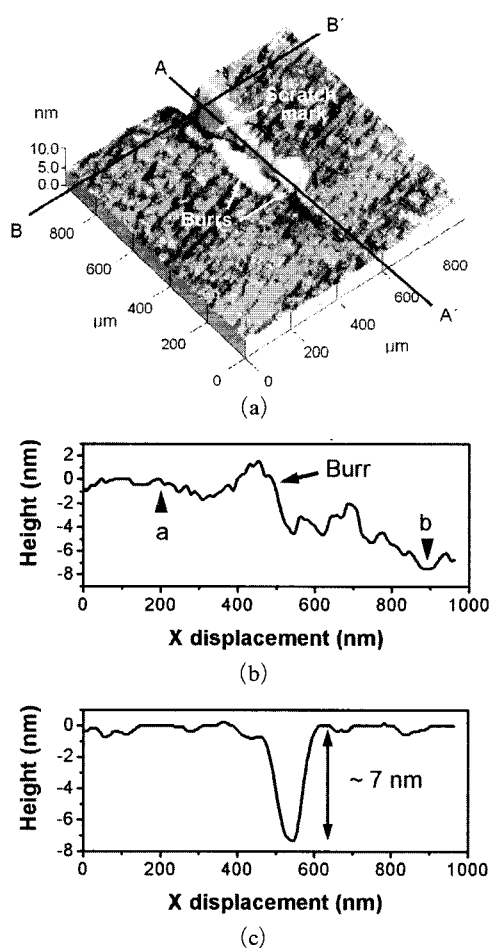 B´
A
Scratch
mark
nm
10.0
5.0
0.0
Burrs
B
800
600
400
200
0
µm
A´
800
600
400
200
0
µm
(a)
Height (nm)
2
0
-2
-4
-6
-8
Burr
a
b
0 200 400 600 800 1000
X displacement (nm)
(b)
Height (nm)
0
-2
-4
-6
-8
~ 7 nm
0 200 400 600 800 1000
X displacement (nm)
(c)